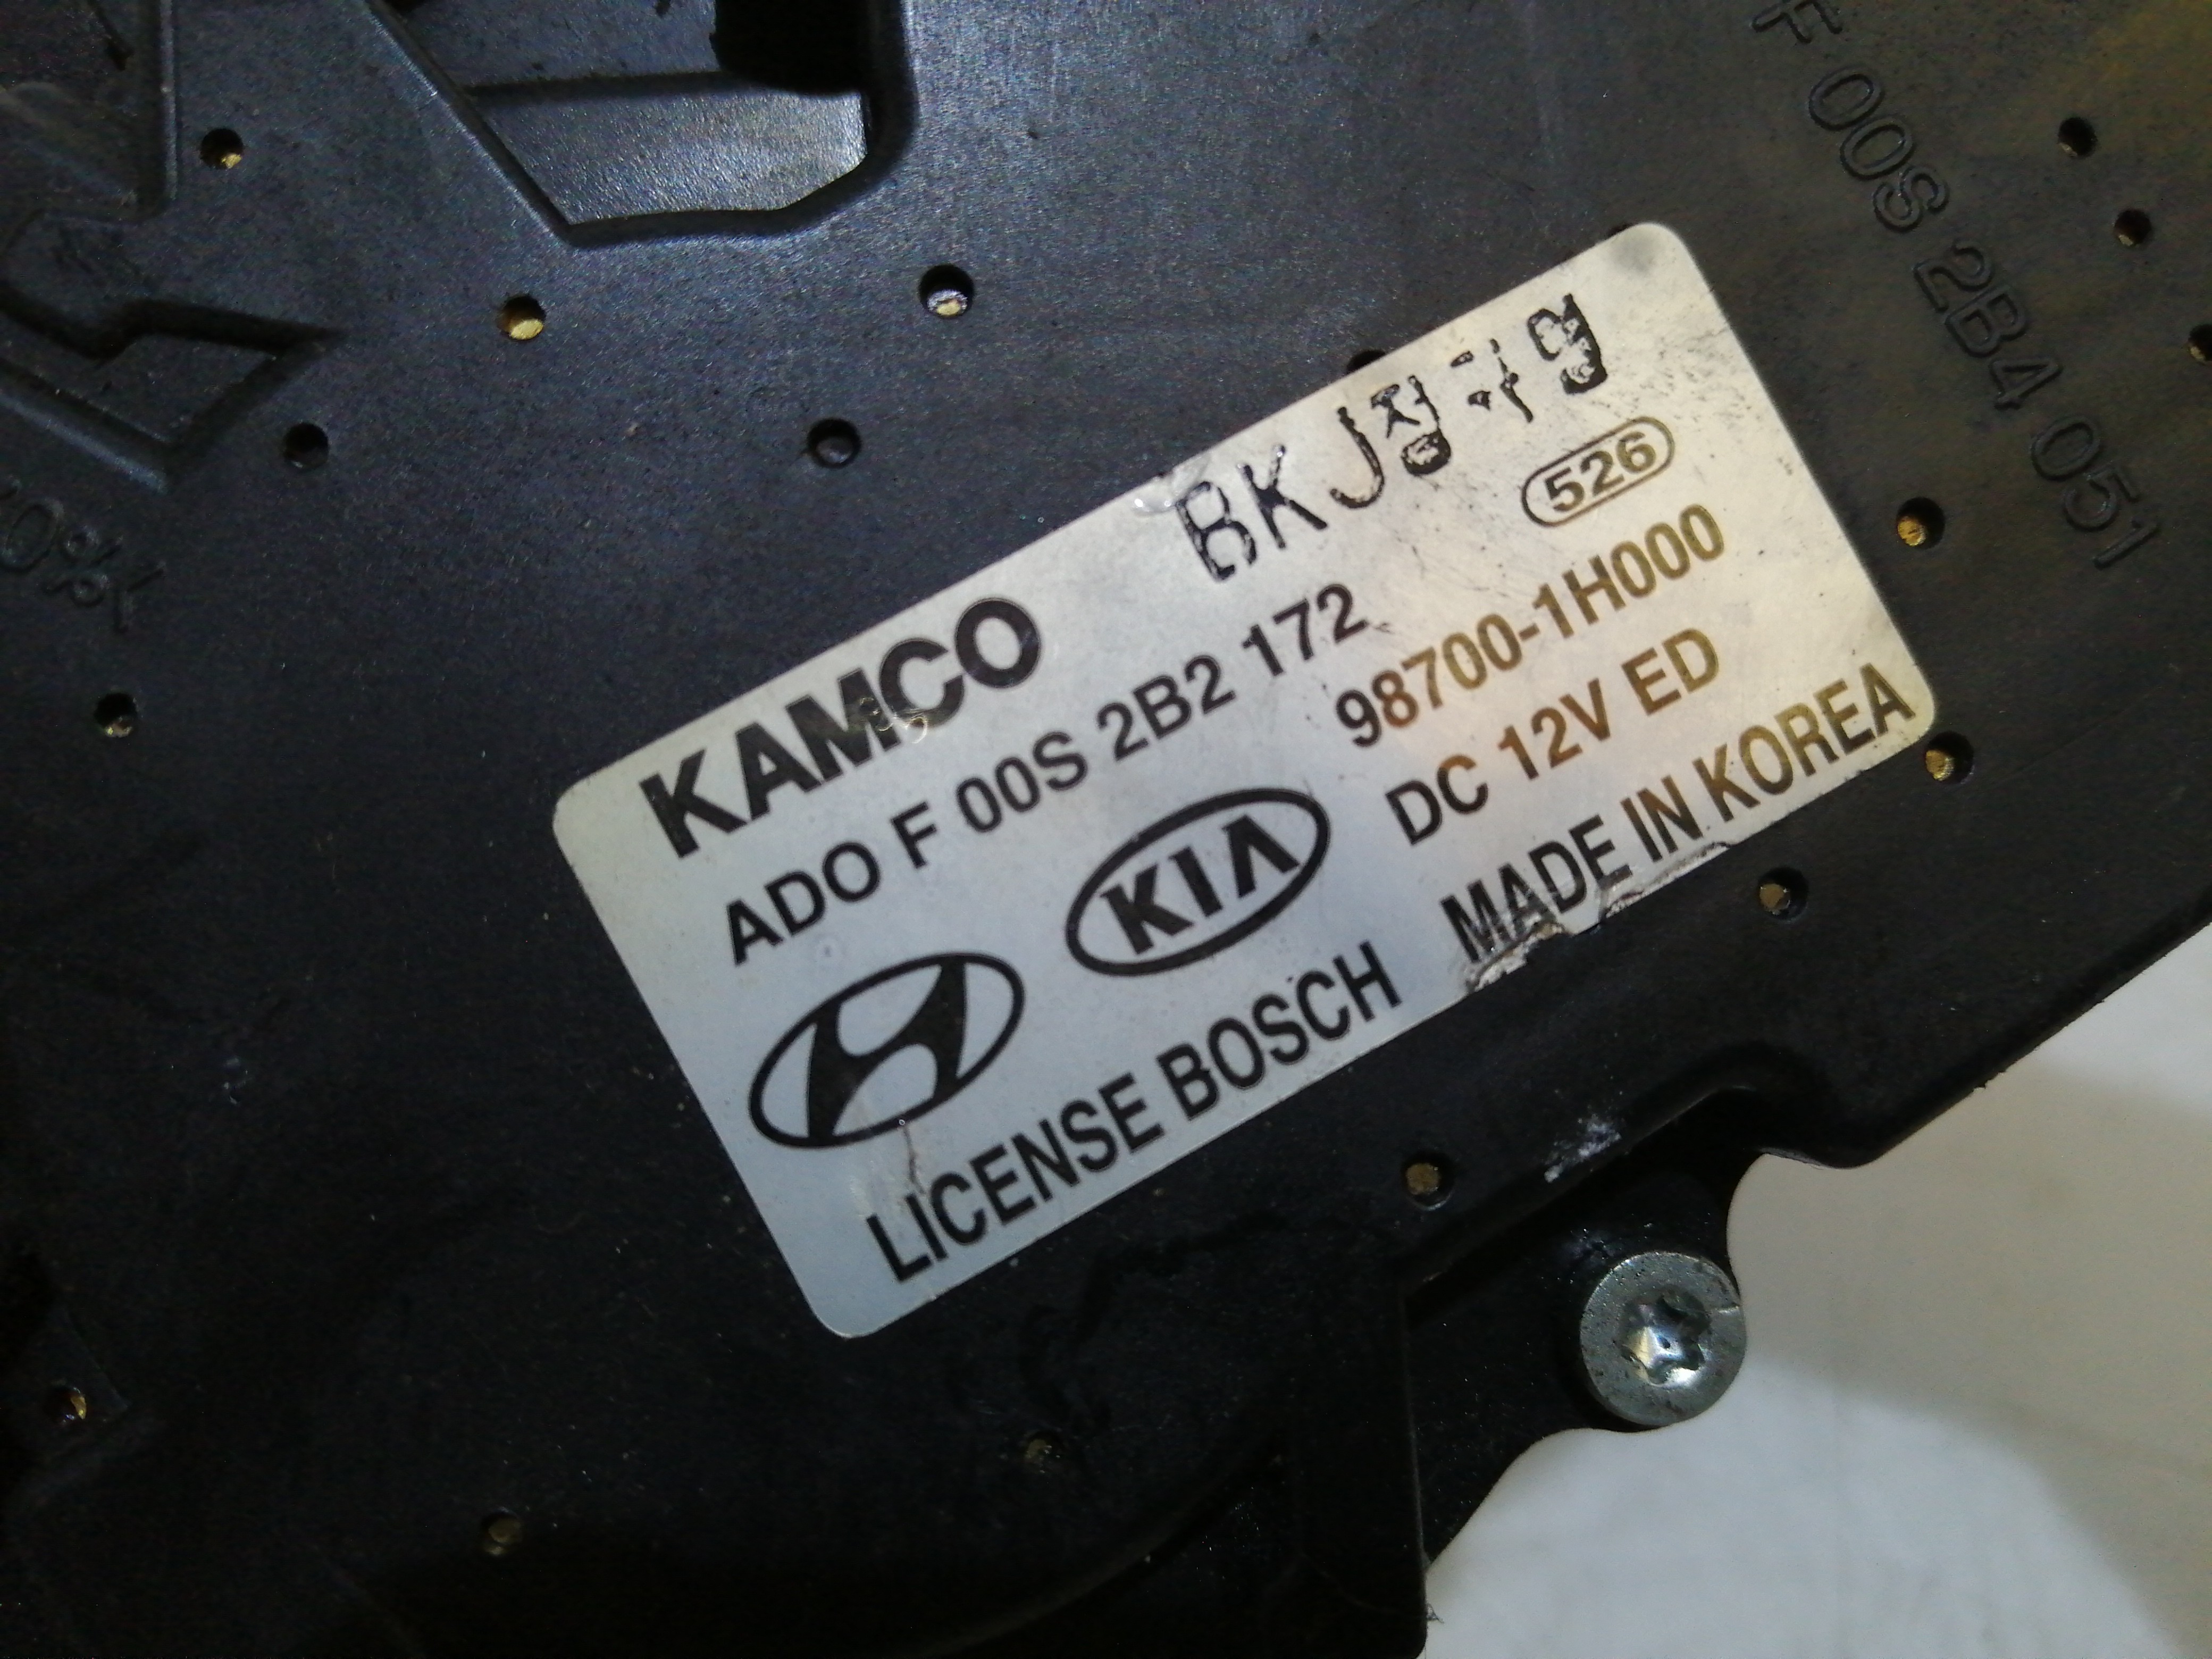 F 00S 2B4 051
BKJ
526
KAMCO
ADO F 00S 2B2 172
98700-1H000
KIA
DC 12V ED
LICENSE BOSCH MADE IN KOREA